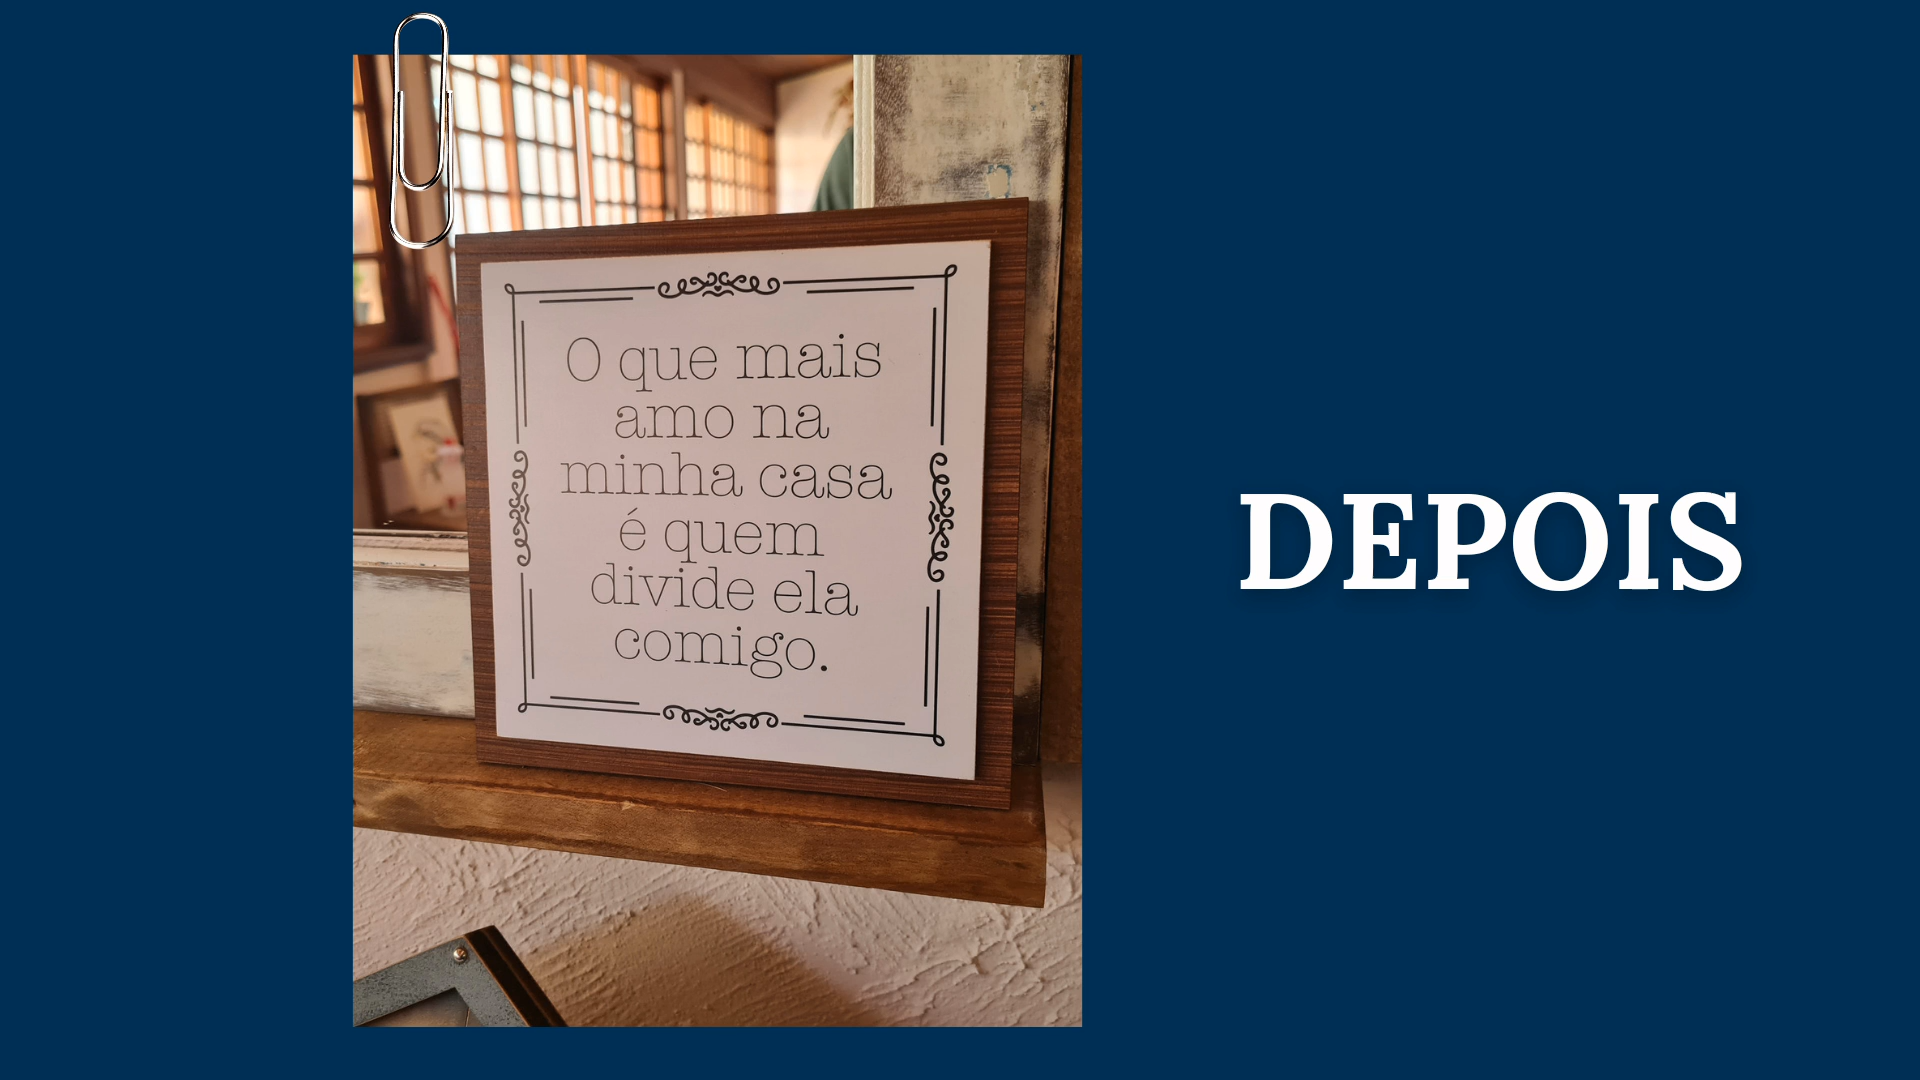 O que mais
amo na
minha casa
é quem
divide ela
comigo.
DEPOIS